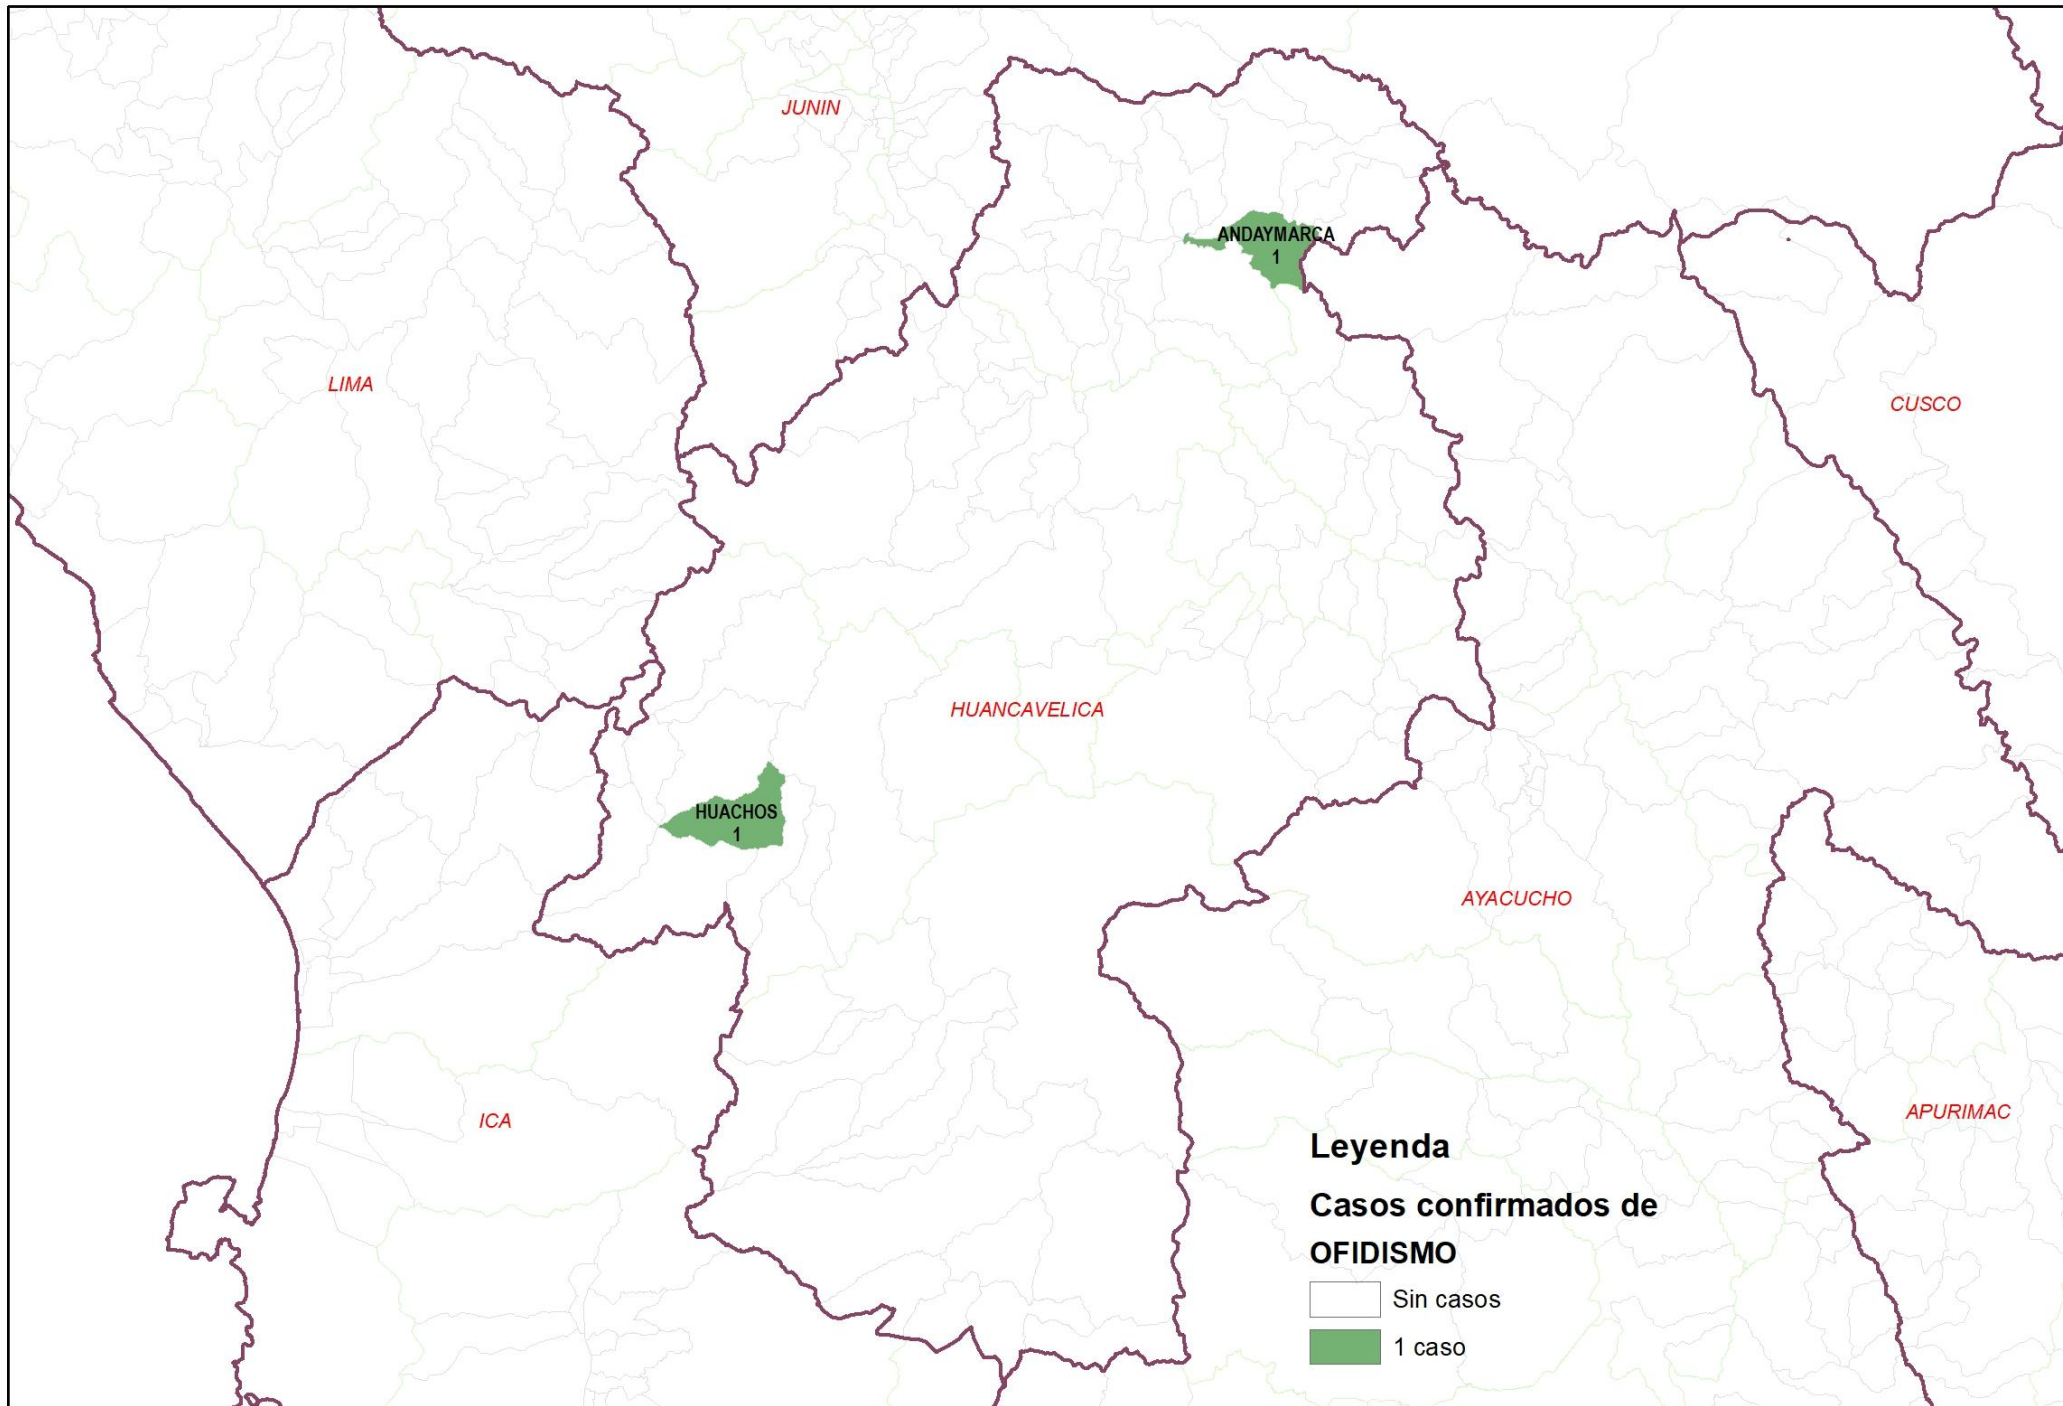 JUNIN
ANDAYMARCA
1
LIMA
CUSCO
HUANCAVELICA
HUACHOS
1
AYACUCHO
ICA
APURIMAC
Leyenda
Casos confirmados de
OFIDISMO
Sin casos
1 caso